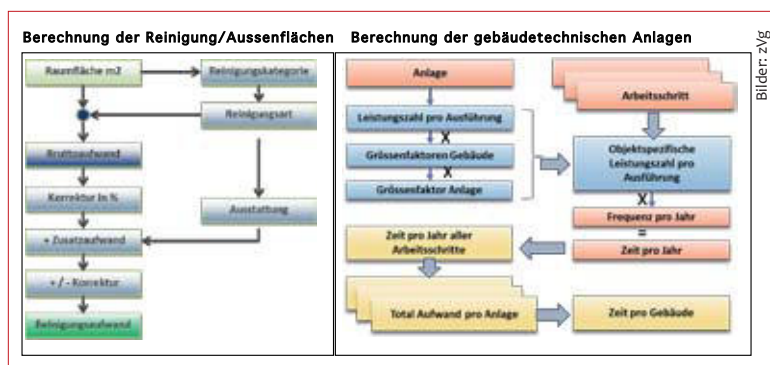 Berechnung der Reinigung/Aussenflächen
Raumfläche m2
Reinigungskategorie
Reinigungsart
Bruttoaufwand
Korrektur in %
Ausstattung
+ Zusatzaufwand
+ / - Korrektur
Reinigungsaufwand
Berechnung der gebäudetechnischen Anlagen
Anlage
Arbeitsschritt
Leistungszahl pro Ausführung
X
Grössenfaktoren Gebäude
X
Grössenfaktor Anlage
Objektspezifische
Leistungszahl pro
Ausführung
X
Frequenz pro Jahr
=
Zeit pro Jahr
Zeit pro Jahr aller
Arbeitsschritte
Total Aufwand pro Anlage
Zeit pro Gebäude
Bilder: zVg